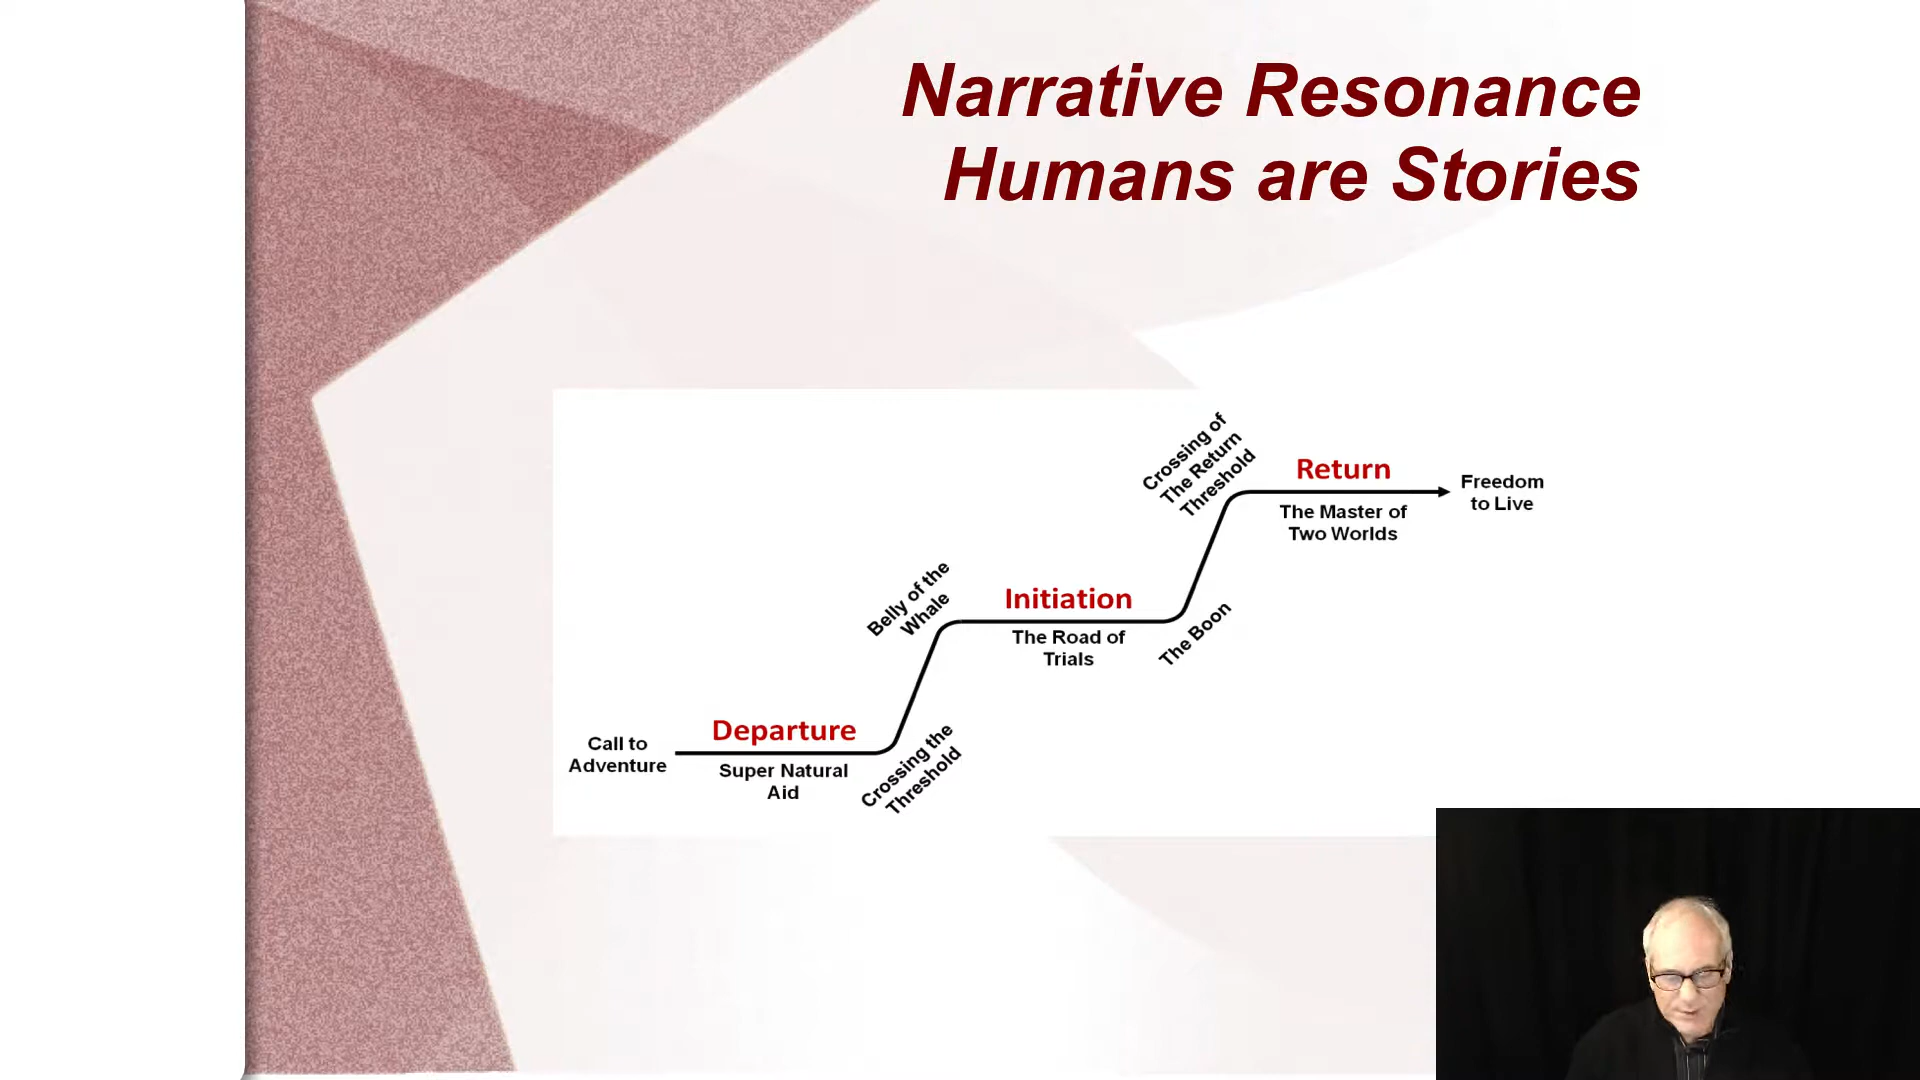 Narrative Resonance
Humans are Stories
Crossing of
The Return
Threshold
Return
The Master of
Two Worlds
Freedom
to Live
Belly of the
Whale
Initiation
The Road of
Trials
The Boon
Call to
Adventure
Departure
Super Natural
Aid
Crossing the
Threshold